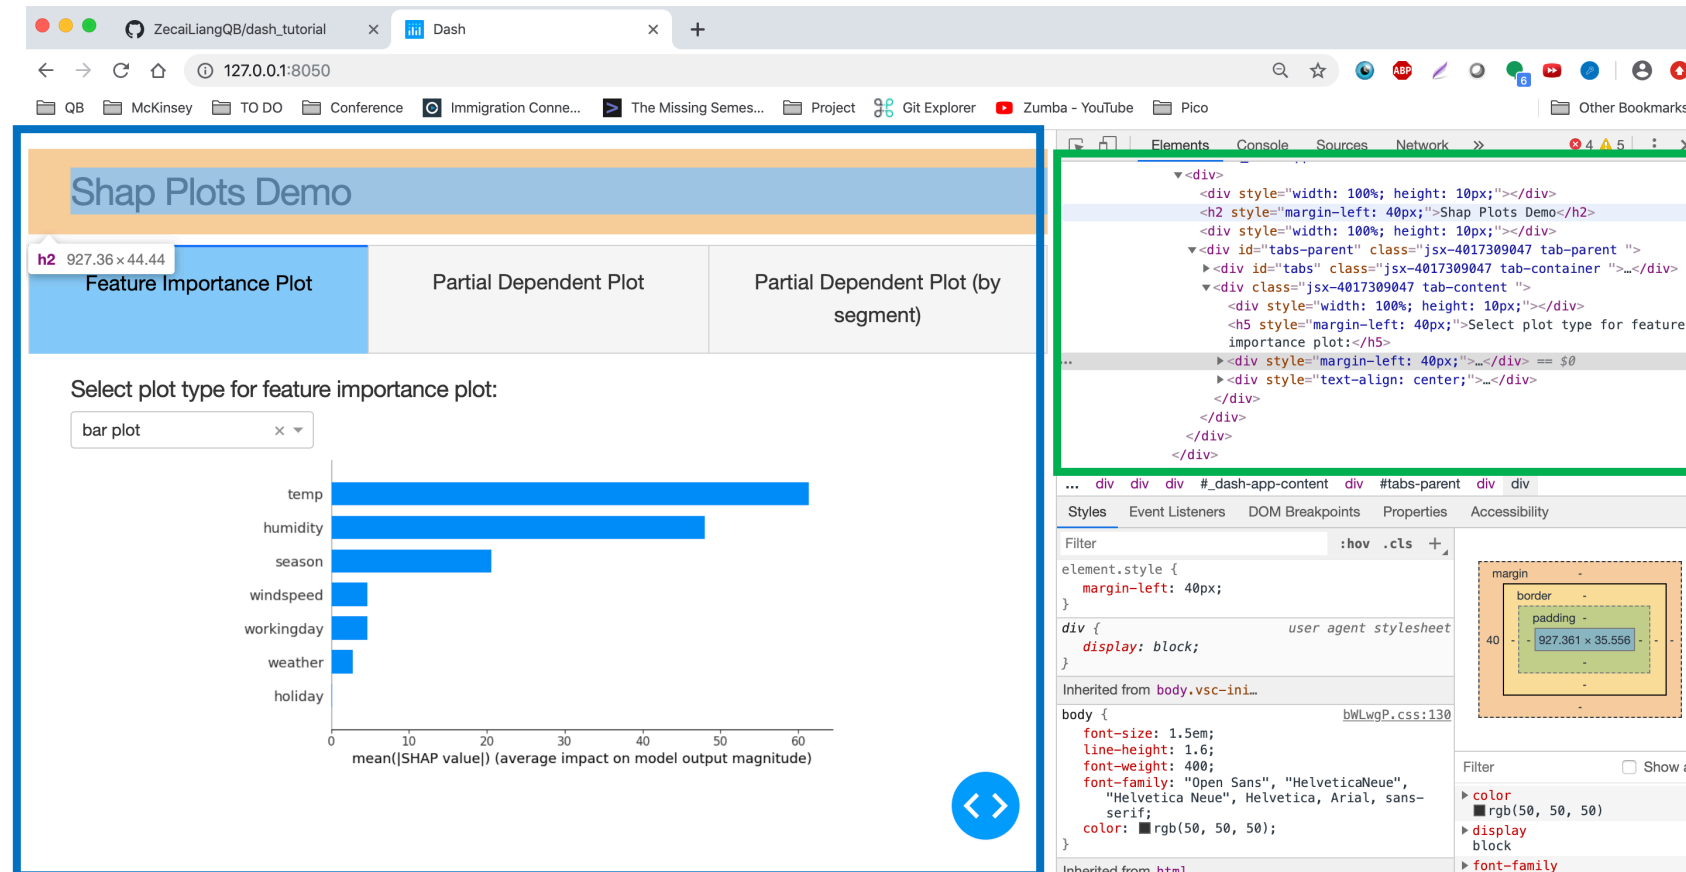 ZecaiLiangQB/dash_tutorial
Dash
127.0.0.1:8050
ABP
6
QB
McKinsey
TO DO
Conference
Immigration Conne...
The Missing Semes...
Project
Git Explorer
Zumba - YouTube
Pico
Other Bookmarks
Shap Plots Demo
h2 927.36 × 44.44
Feature Importance Plot
Partial Dependent Plot
Partial Dependent Plot (by
segment)
Select plot type for feature importance plot:
bar plot
temp
humidity
season
windspeed
workingday
weather
holiday
0 10 20 30 40 50 60
mean(|SHAP value|) (average impact on model output magnitude)
Elements Console Sources Network » 4 5
▼<div>
<div style="width: 100%; height: 10px;"></div>
<h2 style="margin-left: 40px;">Shap Plots Demo</h2>
<div style="width: 100%; height: 10px;"></div>
▼<div id="tabs-parent" class="jsx-4017309047 tab-parent ">
▶<div id="tabs" class="jsx-4017309047 tab-container ">…</div>
▼<div class="jsx-4017309047 tab-content ">
<div style="width: 100%; height: 10px;"></div>
<h5 style="margin-left: 40px;">Select plot type for feature
importance plot:</h5>
… ▶<div style="margin-left: 40px;">…</div> == $0
▶<div style="text-align: center;">…</div>
</div>
</div>
</div>
</div>
... div div div #_dash-app-content div #tabs-parent div div
Styles Event Listeners DOM Breakpoints Properties Accessibility
Filter :hov .cls +
element.style {
margin-left: 40px;
}
div { user agent stylesheet
display: block;
}
Inherited from body.vsc-ini…
body { bWLwgP.css:130
font-size: 1.5em;
line-height: 1.6;
font-weight: 400;
font-family: "Open Sans", "HelveticaNeue",
"Helvetica Neue", Helvetica, Arial, sans-
serif;
color: rgb(50, 50, 50);
}
Inherited from html
margin -
border -
padding -
40 - - 927.361 × 35.556 - - -
-
-
-
Filter Show a
▶ color
rgb(50, 50, 50)
▶ display
block
▶ font-family